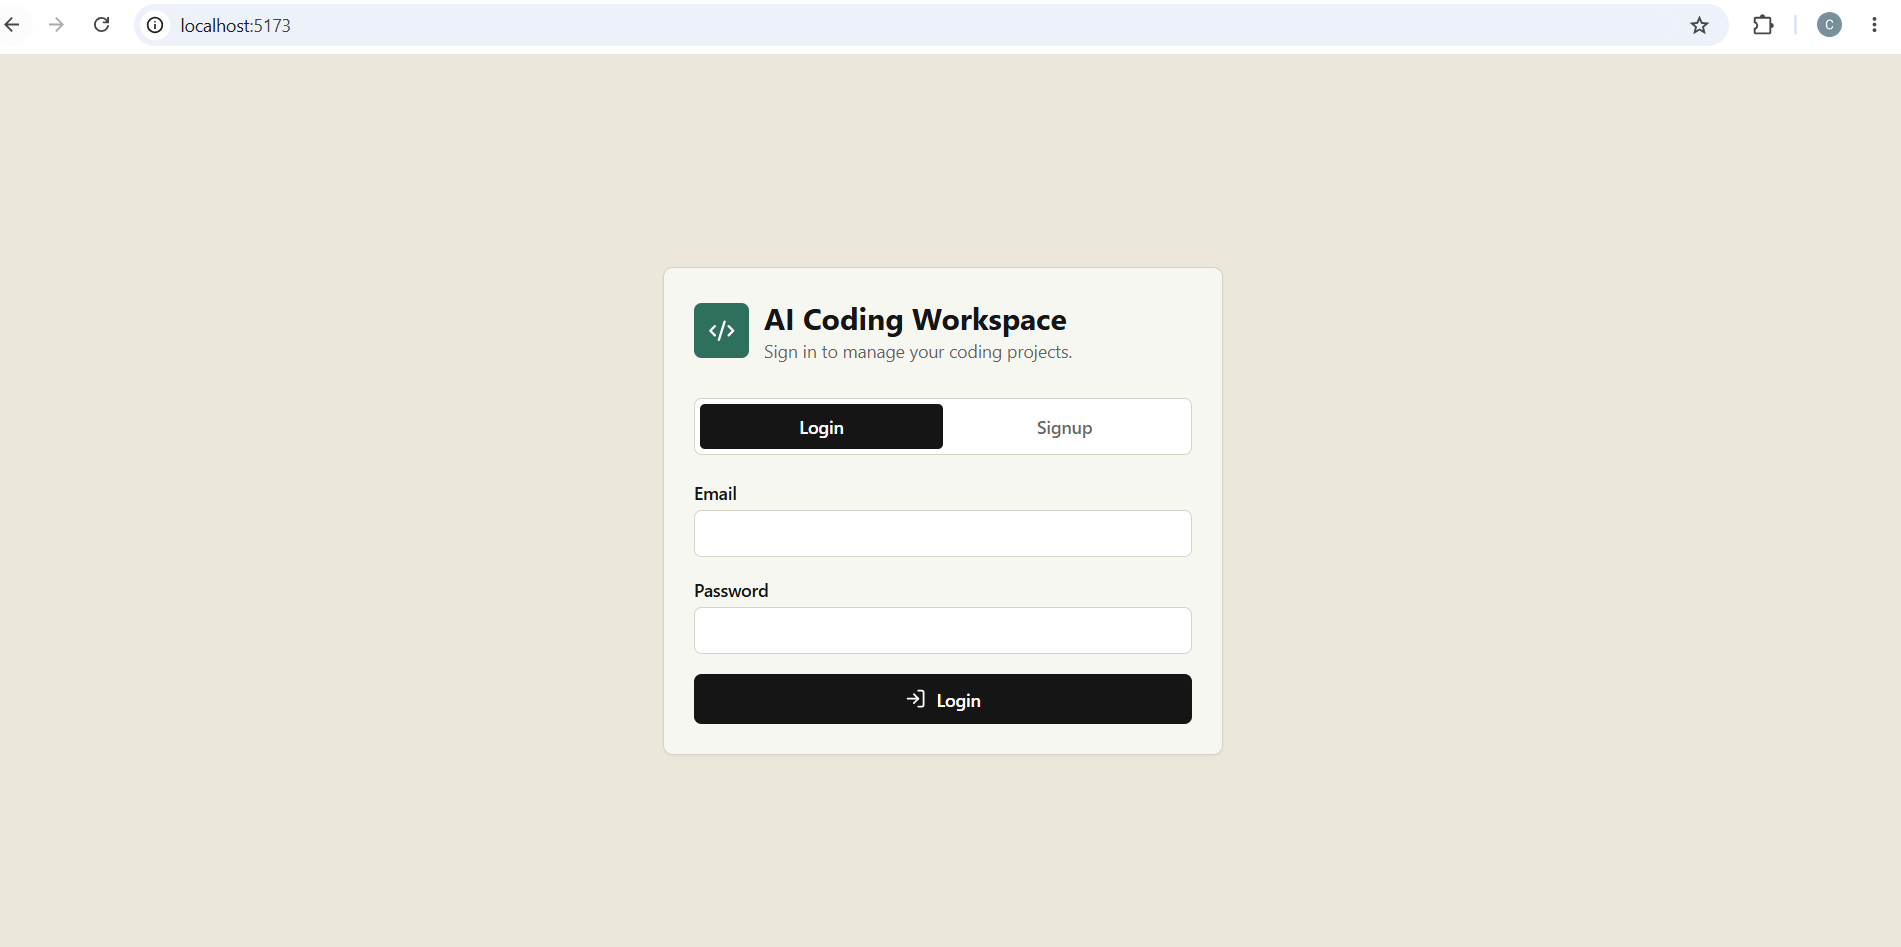 localhost:5173
C
</>
AI Coding Workspace
Sign in to manage your coding projects.
Login
Signup
Email
Password
Login